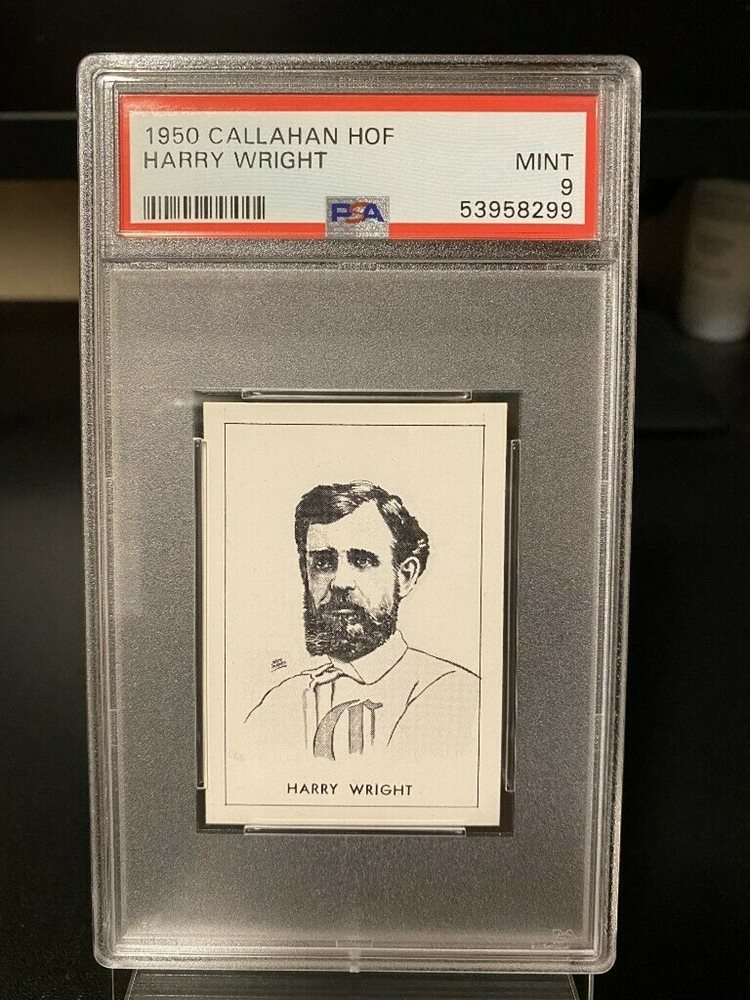 1950 CALLAHAN HOF
HARRY WRIGHT
MINT
9
PSA
53958299
HARRY WRIGHT